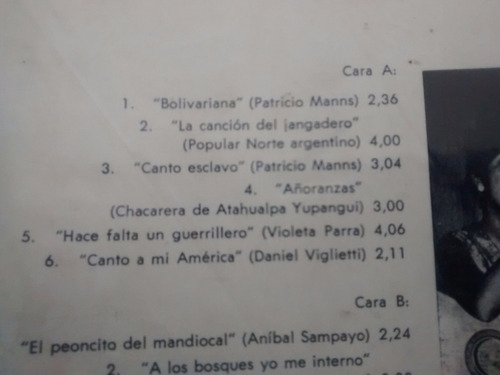 Cara A:
1. "Bolivariana" (Patricio Manns) 2,36
2. "La canción del jangadero"
(Popular Norte argentino) 4,00
3. "Canto esclavo" (Patricio Manns) 3,04
4. "Añoranzas"
(Chacarera de Atahualpa Yupangui) 3,00
5. "Hace falta un guerrillero" (Violeta Parra) 4,06
6. "Canto a mi América" (Daniel Viglietti) 2,11
Cara B:
"El peoncito del mandiocal" (Aníbal Sampayo) 2,24
2. "A los bosques yo me interno"